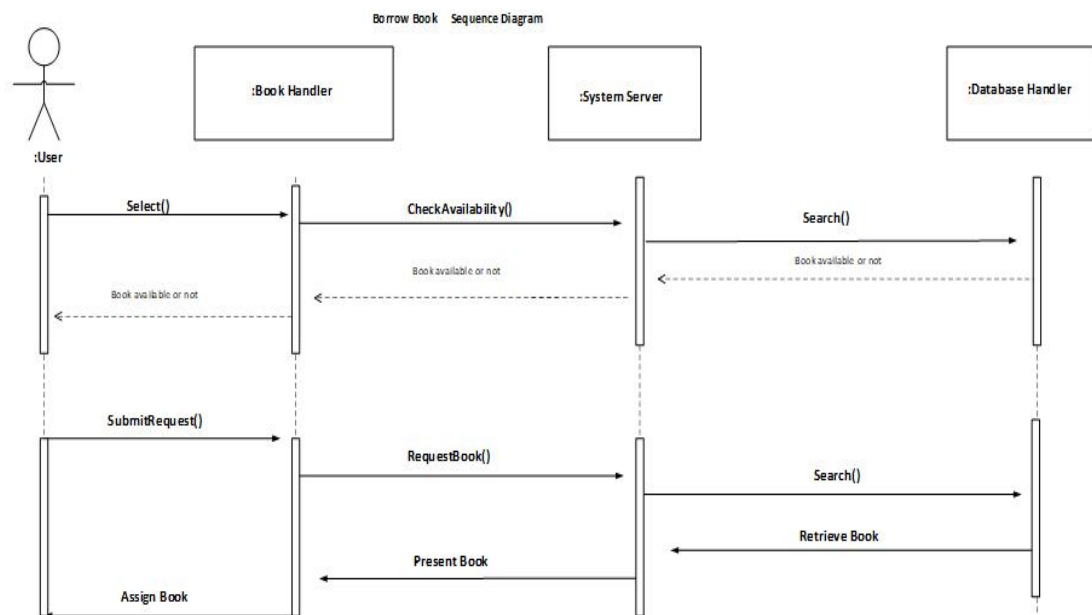 Borrow Book Sequence Diagram
:Book Handler
:System Server
:Database Handler
:User
Select()
CheckAvailability()
Search()
Book available or not
Book available or not
Book available or not
SubmitRequest()
RequestBook()
Search()
Retrieve Book
Present Book
Assign Book